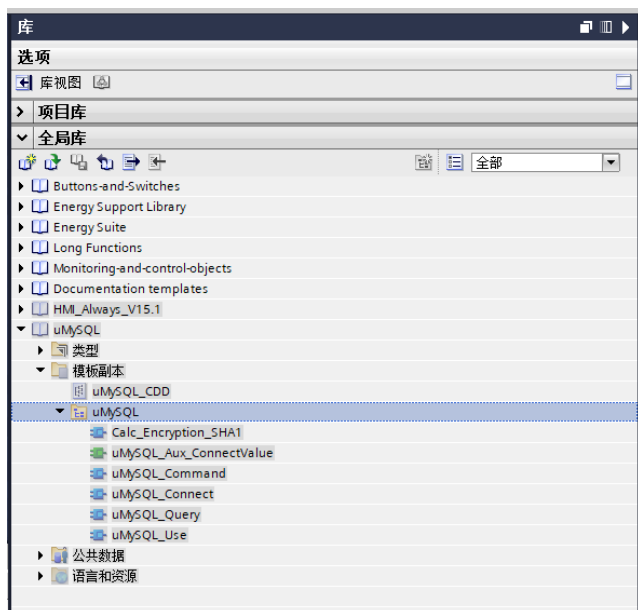 库
选项
库视图
项目库
全局库
全部
Buttons-and-Switches
Energy Support Library
Energy Suite
Long Functions
Monitoring-and-control-objects
Documentation templates
HMI_Always_V15.1
uMySQL
类型
模板副本
uMySQL_CDD
uMySQL
Calc_Encryption_SHA1
uMySQL_Aux_ConnectValue
uMySQL_Command
uMySQL_Connect
uMySQL_Query
uMySQL_Use
公共数据
语言和资源